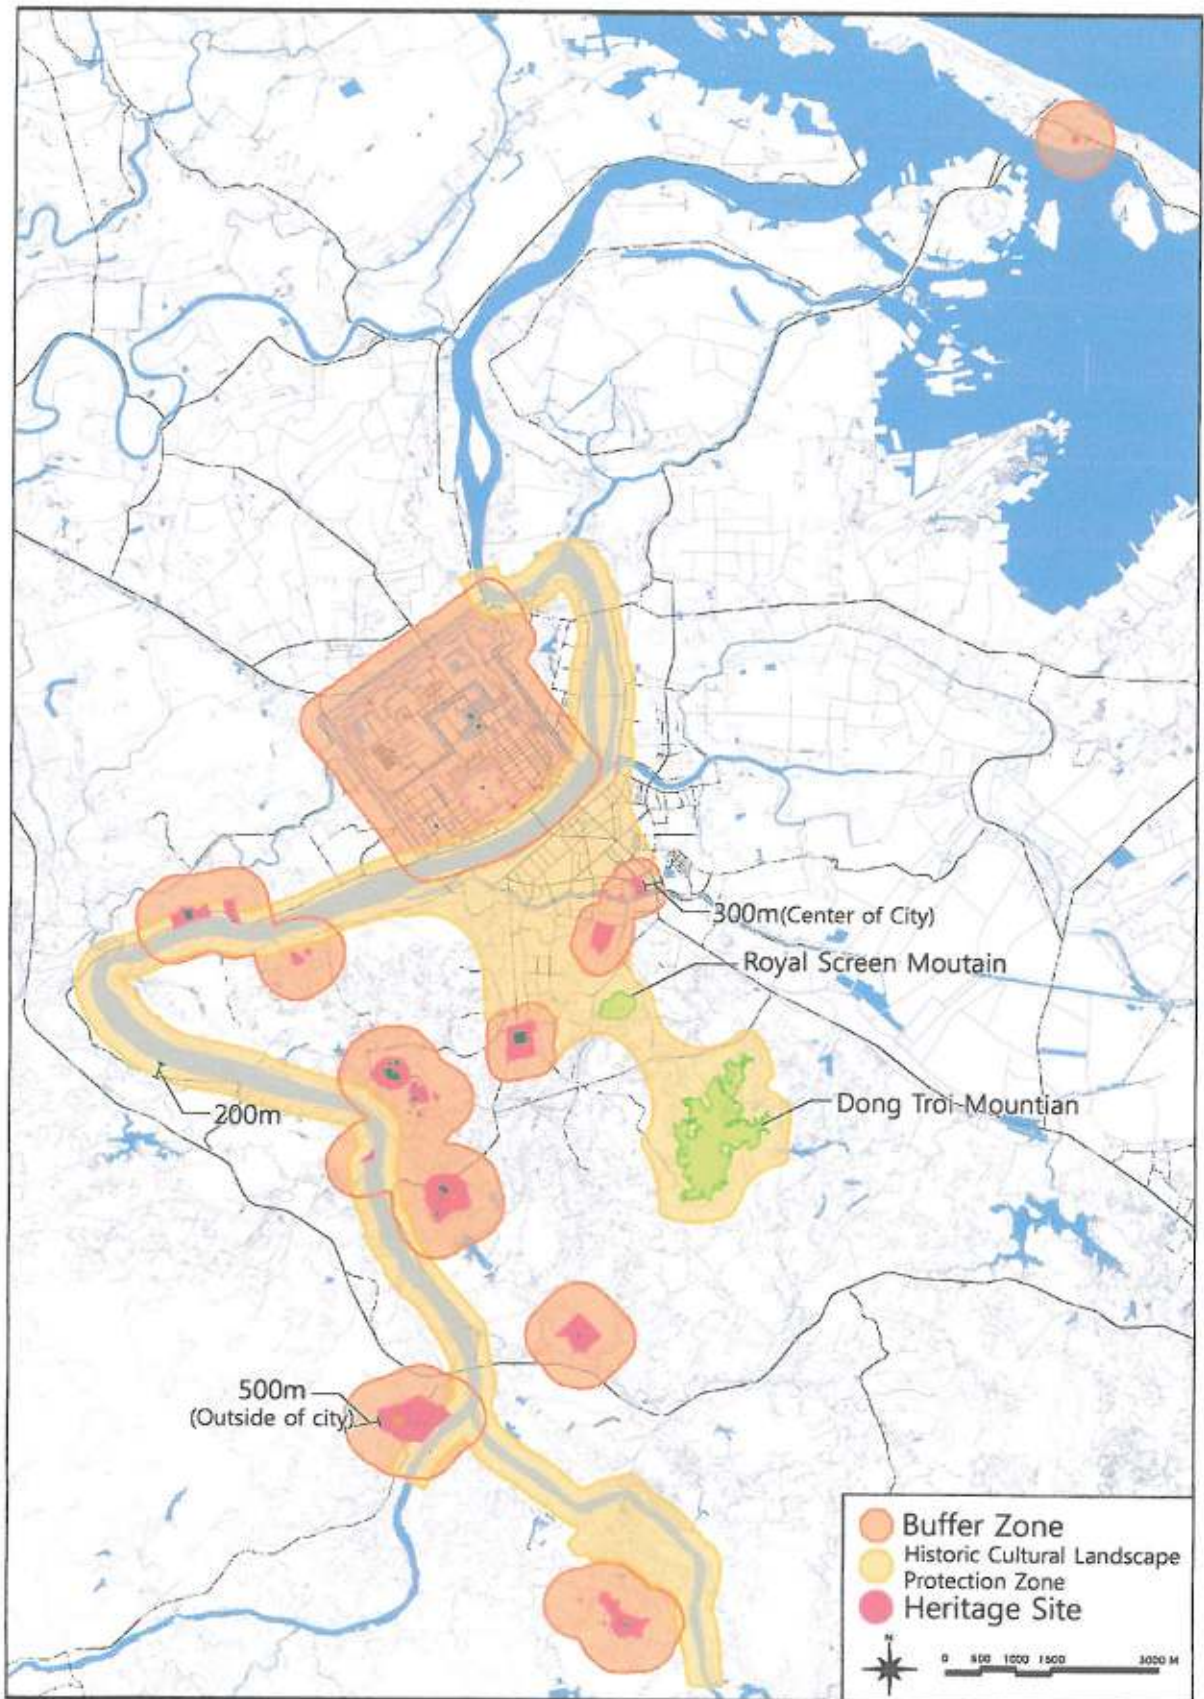 300m(Center of City)
Royal Screen Moutain
Dong Troi-Mountian
200m
500m
(Outside of city)
Buffer Zone
Historic Cultural Landscape
Protection Zone
Heritage Site
N
0 500 1000 1500 3000 M